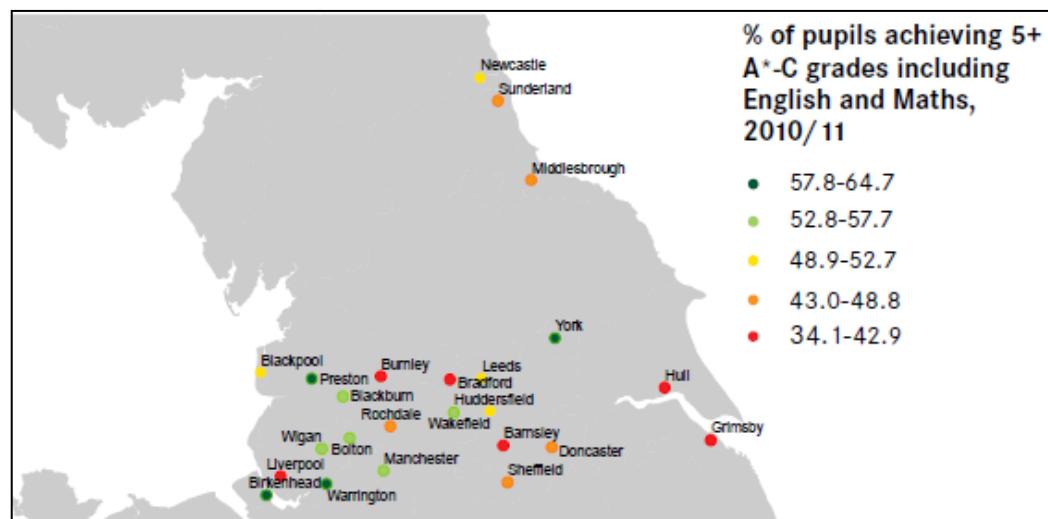 % of pupils achieving 5+
A*-C grades including
English and Maths,
2010/11
57.8-64.7
52.8-57.7
48.9-52.7
43.0-48.8
34.1-42.9
Newcastle
Sunderland
Middlesbrough
York
Blackpool
Preston
Burnley
Bradford
Leeds
Hull
Blackburn
Huddersfield
Rochdale
Wakefield
Grimsby
Wigan
Bolton
Barnsley
Doncaster
Liverpool
Manchester
Sheffield
Birkenhead
Warrington